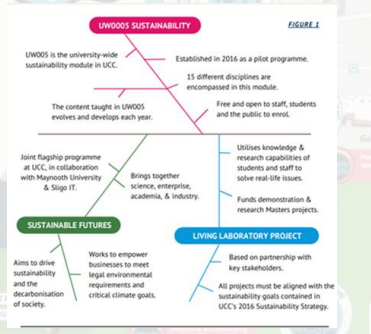 UW0005 SUSTAINABILITY
FIGURE 1
UW005 is the university-wide
sustainability module in UCC.
Established in 2016 as a pilot programme.
15 different disciplines are
encompassed in this module.
The content taught in UW005
evolves and develops each year.
Free and open to staff, students
and the public to enrol.
Joint flagship programme
at UCC, in collaboration
with Maynooth University
& Sligo IT.
Brings together
science, enterprise,
academia, & industry.
Utilises knowledge &
research capabilities of
students and staff to
solve real-life issues.
Funds demonstration &
research Masters projects.
SUSTAINABLE FUTURES
LIVING LABORATORY PROJECT
Aims to drive
sustainability
and the
decarbonisation
of society.
Works to empower
businesses to meet
legal environmental
requirements and
critical climate goals.
Based on partnership with
key stakeholders.
All projects must be aligned with the
sustainability goals contained in
UCC's 2016 Sustainability Strategy.